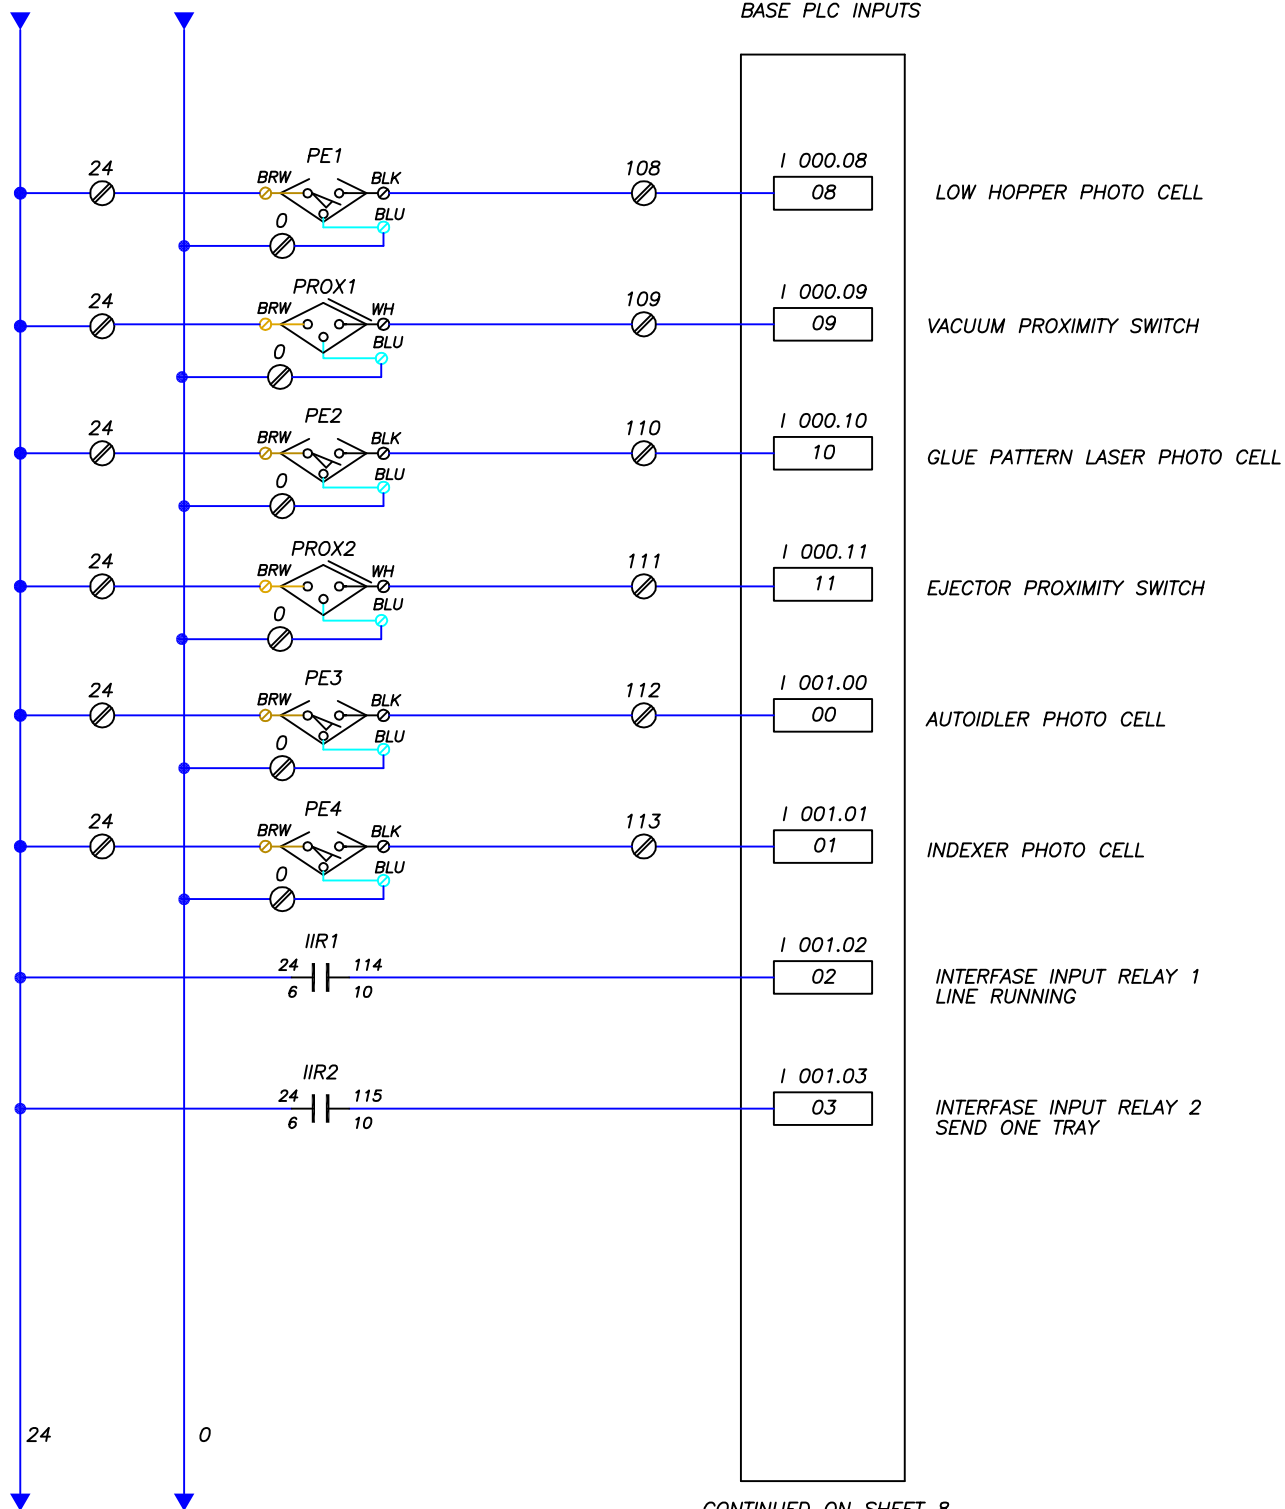 BASE PLC INPUTS
24
BRW
PE1
BLK
108
I 000.08
08
LOW HOPPER PHOTO CELL
0
BLU
24
BRW
PROX1
WH
109
I 000.09
09
VACUUM PROXIMITY SWITCH
0
BLU
24
BRW
PE2
BLK
110
I 000.10
10
GLUE PATTERN LASER PHOTO CELL
0
BLU
24
BRW
PROX2
WH
111
I 000.11
11
EJECTOR PROXIMITY SWITCH
0
BLU
24
BRW
PE3
BLK
112
I 001.00
00
AUTOIDLER PHOTO CELL
0
BLU
24
BRW
PE4
BLK
113
I 001.01
01
INDEXER PHOTO CELL
0
BLU
IIR1
24
114
6
10
I 001.02
02
INTERFASE INPUT RELAY 1
LINE RUNNING
IIR2
24
115
6
10
I 001.03
03
INTERFASE INPUT RELAY 2
SEND ONE TRAY
24
0
CONTINUED ON SHEET